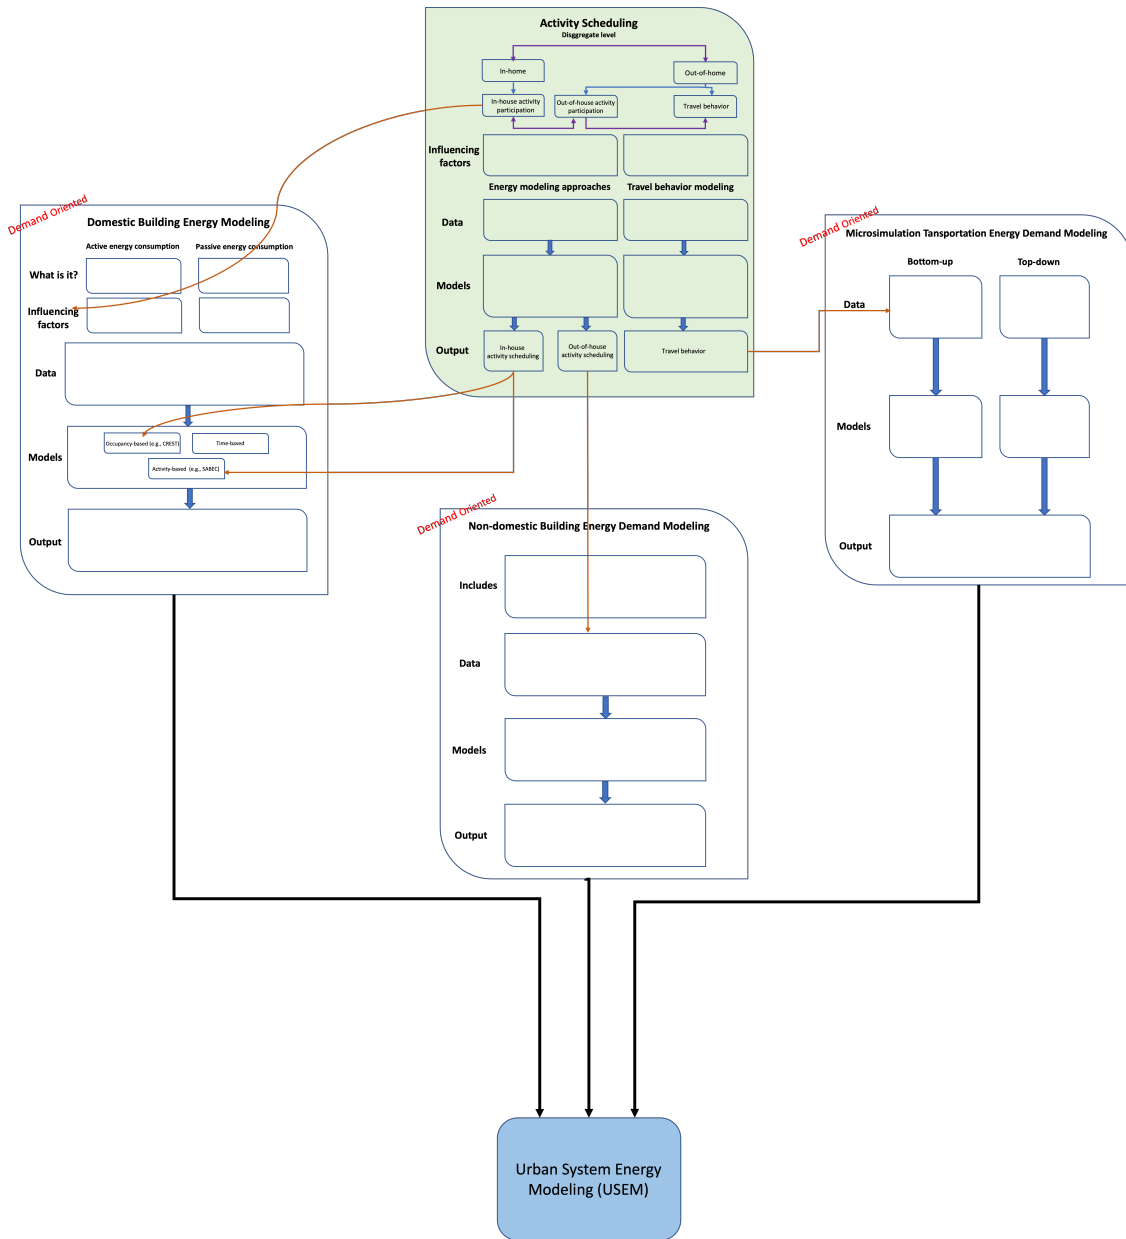 Activity Scheduling
Disggregate level
In-home
Out-of-home
In-house activity
participation
Out-of-house activity
participation
Travel behavior
Influencing
factors
Energy modeling approaches
Travel behavior modeling
Data
Models
Output
In-house
activity scheduling
Out-of-house
activity scheduling
Travel behavior
Demand Oriented
Domestic Building Energy Modeling
Active energy consumption
Passive energy consumption
What is it?
Influencing
factors
Data
Models
Occupancy-based (e.g., CREST)
Time-based
Activity-based (e.g., SABEC)
Output
Demand Oriented
Microsimulation Tansportation Energy Demand Modeling
Bottom-up
Top-down
Data
Models
Output
Demand Oriented
Non-domestic Building Energy Demand Modeling
Includes
Data
Models
Output
Urban System Energy
Modeling (USEM)